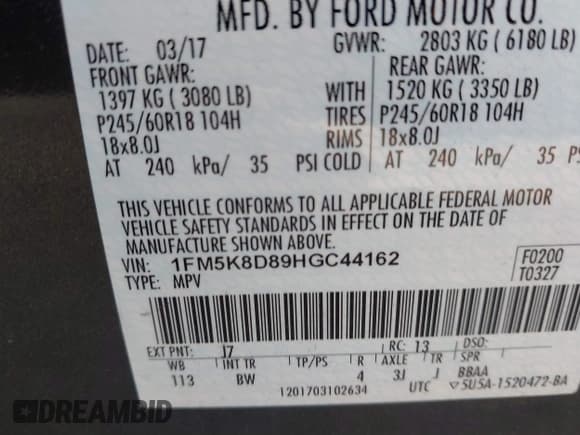 MFD. BY FORD MOTOR CO.
DATE: 03/17 GVWR: 2803 KG ( 6180 LB)
FRONT GAWR: REAR GAWR:
1397 KG ( 3080 LB) WITH 1520 KG ( 3350 LB)
P245/60R18 104H TIRES P245/60R18 104H
18x8.0J RIMS 18x8.0J
AT 240 kPa/ 35 PSI COLD AT 240 kPa/ 35
THIS VEHICLE CONFORMS TO ALL APPLICABLE FEDERAL MOTOR
VEHICLE SAFETY STANDARDS IN EFFECT ON THE DATE OF
MANUFACTURE SHOWN ABOVE.
VIN: 1FM5K8D89HGC44162 F0200
TYPE: MPV T0327
EXT PNT: J7 RC: 13 DSO:
WB INT TR TP/PS R AXLE TR SPR
113 BW 4 3J J BBAA
1201703102634 UTC ▽5U5A-1520472-BA
DREAMBID